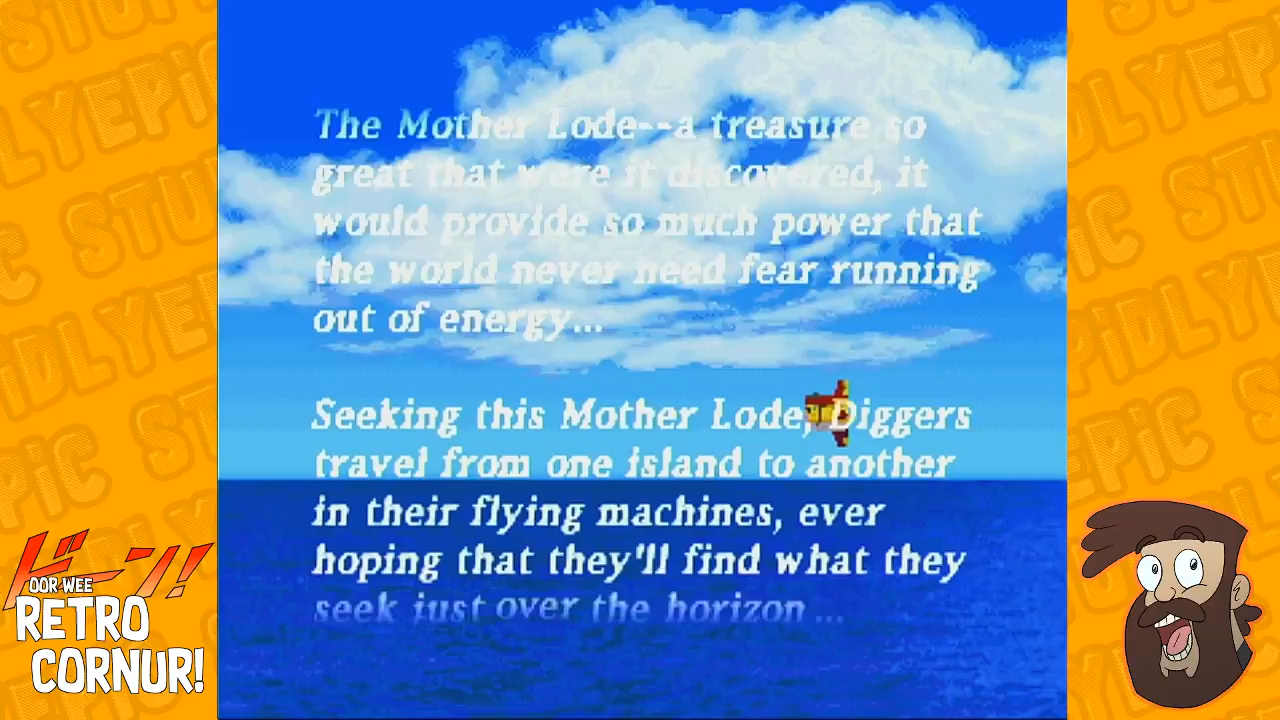 The Mother Lode--a treasure so
great that were it discovered, it
would provide so much power that
the world never need fear running
out of energy...
Seeking this Mother Lode, Diggers
travel from one island to another
in their flying machines, ever
hoping that they'll find what they
seek just over the horizon...
OOR WEE
RETRO
CORNUR!
STUPiDLYEPiC